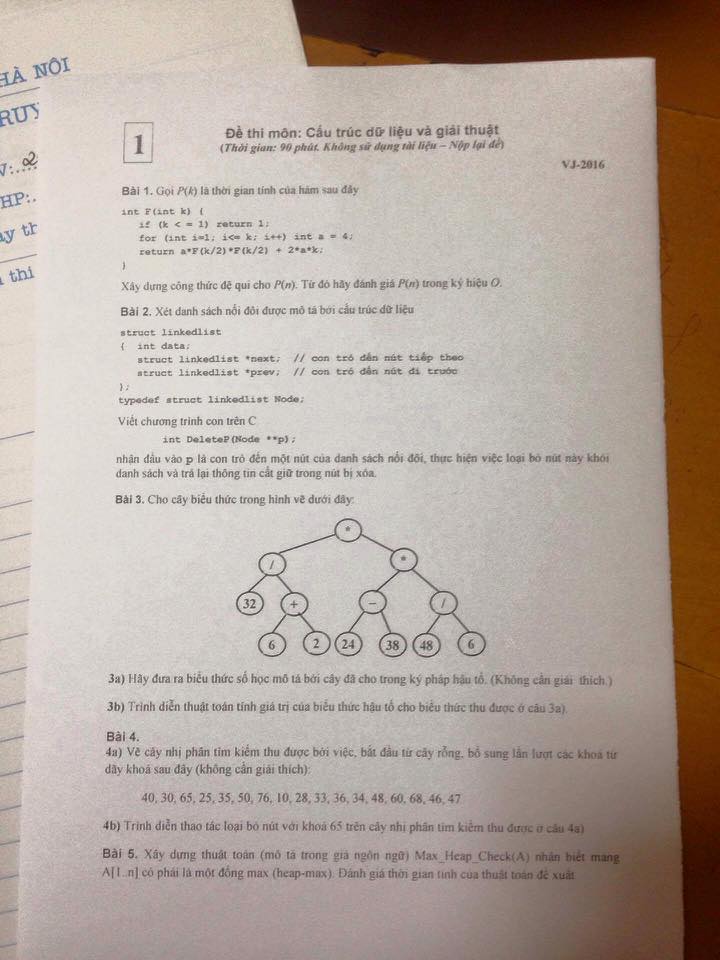 HÀ NỘI
RUY
V:....2
HP:..
ày th
thi
1
Đề thi môn: Cấu trúc dữ liệu và giải thuật
(Thời gian: 90 phút. Không sử dụng tài liệu – Nộp lại đề)
VJ-2016
Bài 1. Gọi P(k) là thời gian tính của hàm sau đây
int F(int k) {
if (k < = 1) return 1;
for (int i=1; i<= k; i++) int a = 4;
return a*F(k/2)*F(k/2) + 2*a*k;
}
Xây dựng công thức đệ qui cho P(n). Từ đó hãy đánh giá P(n) trong ký hiệu O.
Bài 2. Xét danh sách nối đôi được mô tả bởi cấu trúc dữ liệu
struct linkedlist
{ int data;
struct linkedlist *next; // con trỏ đến nút tiếp theo
struct linkedlist *prev; // con trỏ đến nút đi trước
};
typedef struct linkedlist Node;
Viết chương trình con trên C
int DeleteP(Node **p);
nhận đầu vào p là con trỏ đến một nút của danh sách nối đôi, thực hiện việc loại bỏ nút này khỏi
danh sách và trả lại thông tin cất giữ trong nút bị xóa.
Bài 3. Cho cây biểu thức trong hình vẽ dưới đây:
*
/ *
32 + − /
6 2 24 38 48 6
3a) Hãy đưa ra biểu thức số học mô tả bởi cây đã cho trong ký pháp hậu tố. (Không cần giải thích.)
3b) Trình diễn thuật toán tính giá trị của biểu thức hậu tố cho biểu thức thu được ở câu 3a).
Bài 4.
4a) Vẽ cây nhị phân tìm kiếm thu được bởi việc, bắt đầu từ cây rỗng, bổ sung lần lượt các khoá từ
dãy khoá sau đây (không cần giải thích):
40, 30, 65, 25, 35, 50, 76, 10, 28, 33, 36, 34, 48, 60, 68, 46, 47
4b) Trình diễn thao tác loại bỏ nút với khoá 65 trên cây nhị phân tìm kiếm thu được ở câu 4a)
Bài 5. Xây dựng thuật toán (mô tả trong giả ngôn ngữ) Max_Heap_Check(A) nhận biết mảng
A[1..n] có phải là một đống max (heap-max). Đánh giá thời gian tính của thuật toán đề xuất